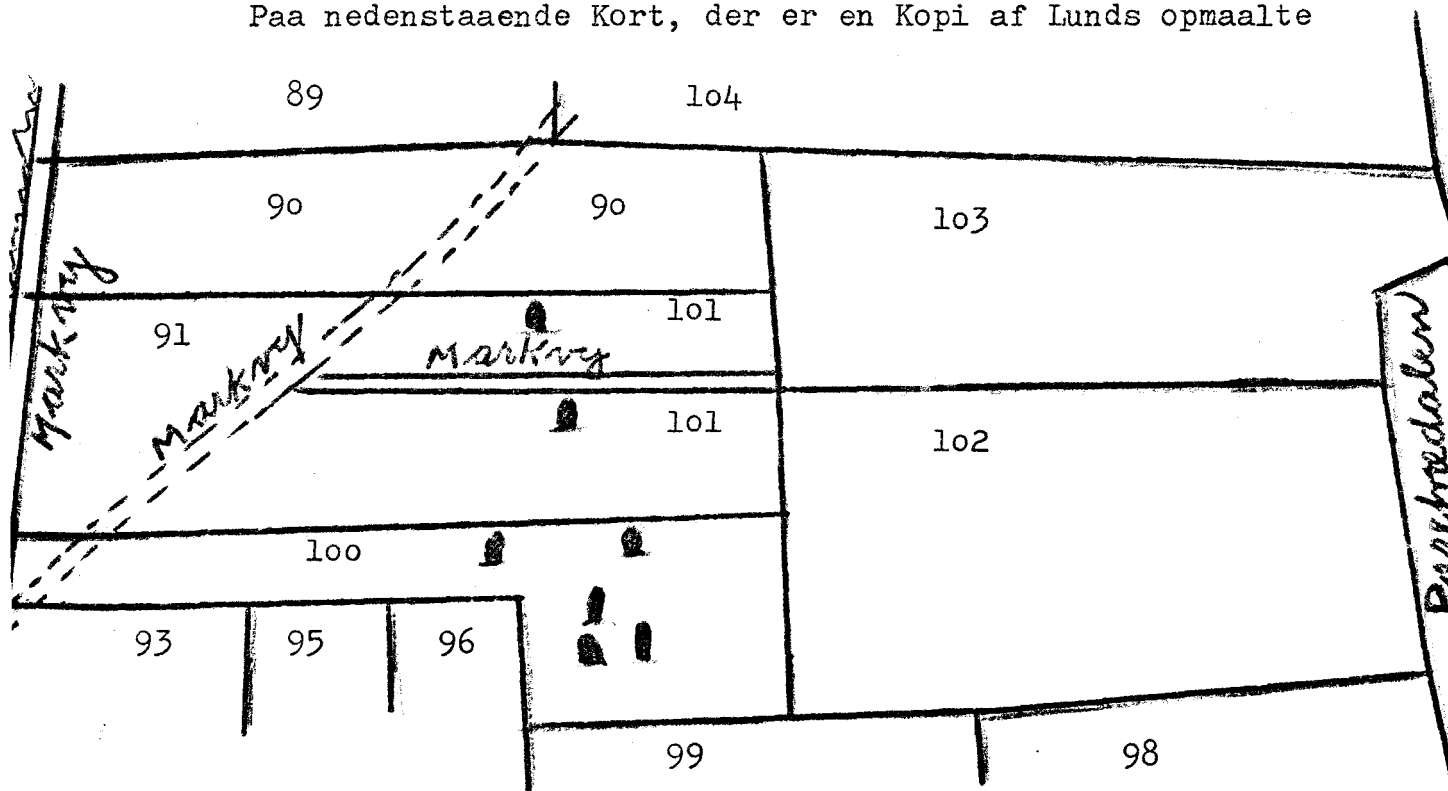 Paa nedenstaaende Kort, der er en Kopi af Lunds opmaalte
89 lo4
9o 9o lo3
Markvej
91 lol
Markvej Markvej
lol lo2
loo
93 95 96
99 98